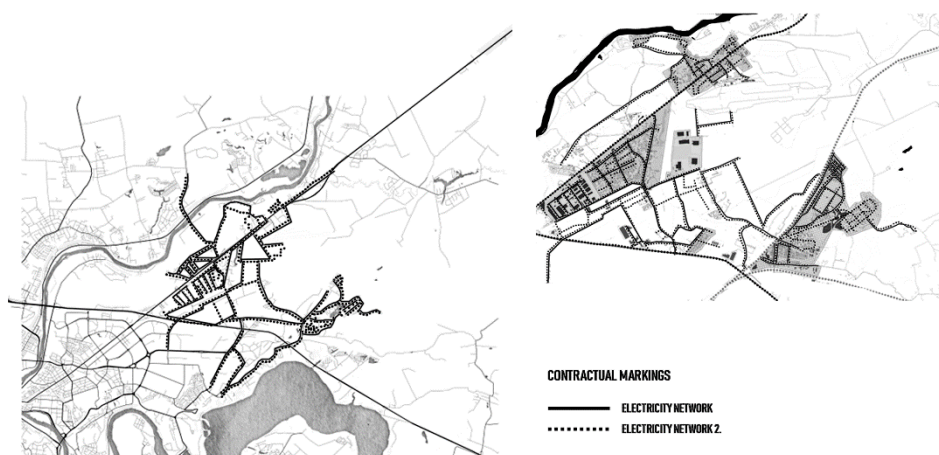 CONTRACTUAL MARKINGS
ELECTRICITY NETWORK
ELECTRICITY NETWORK 2.